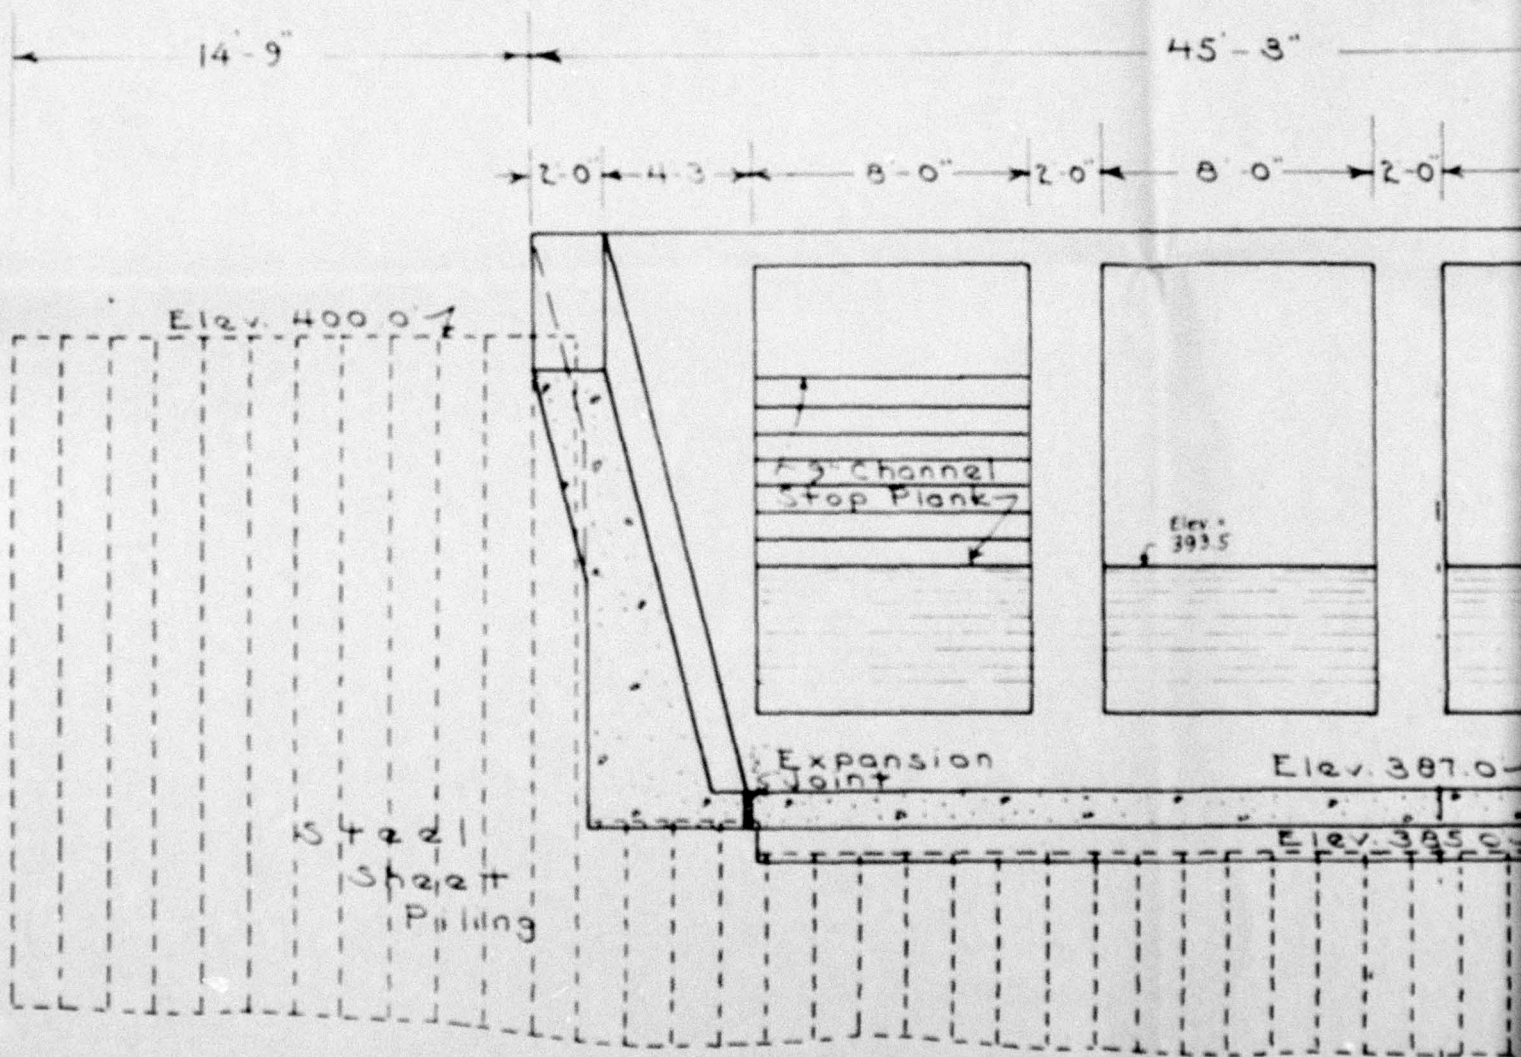 14'-9"
45'-3"
2'-0"
4-3
8'-0"
2'-0"
8'-0"
2'-0"
Elev. 400.0
Channel
Stop Plank
Elev.=
393.5
Expansion
Joint
Elev. 387.0
Elev. 385.0
Steel
Sheet
Piling